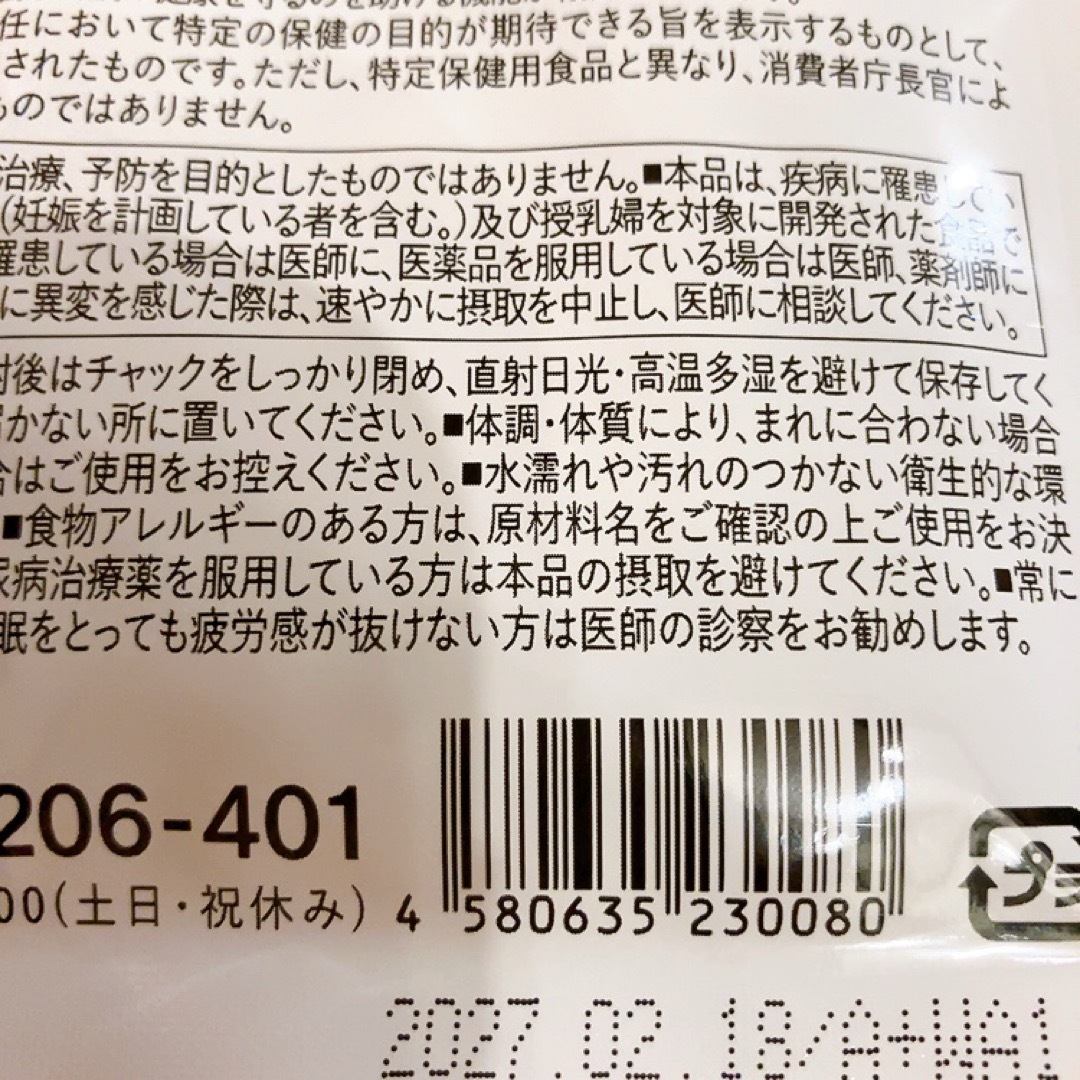 任において特定の保健の目的が期待できる旨を表示するものとして、
されたものです。ただし、特定保健用食品と異なり、消費者庁長官によ
ものではありません。
治療、予防を目的としたものではありません。■本品は、疾病に罹患してい
(妊娠を計画している者を含む。)及び授乳婦を対象に開発された食品で
罹患している場合は医師に、医薬品を服用している場合は医師、薬剤師に
に異変を感じた際は、速やかに摂取を中止し、医師に相談してください。
封後はチャックをしっかり閉め、直射日光・高温多湿を避けて保存してく
届かない所に置いてください。■体調・体質により、まれに合わない場合
合はご使用をお控えください。■水濡れや汚れのつかない衛生的な環
■食物アレルギーのある方は、原材料名をご確認の上ご使用をお決
尿病治療薬を服用している方は本品の摂取を避けてください。■常に
眠をとっても疲労感が抜けない方は医師の診察をお勧めします。
206-401
00(土日・祝休み)
4 580635 230080
プラ
2027.02.18/A+WA1